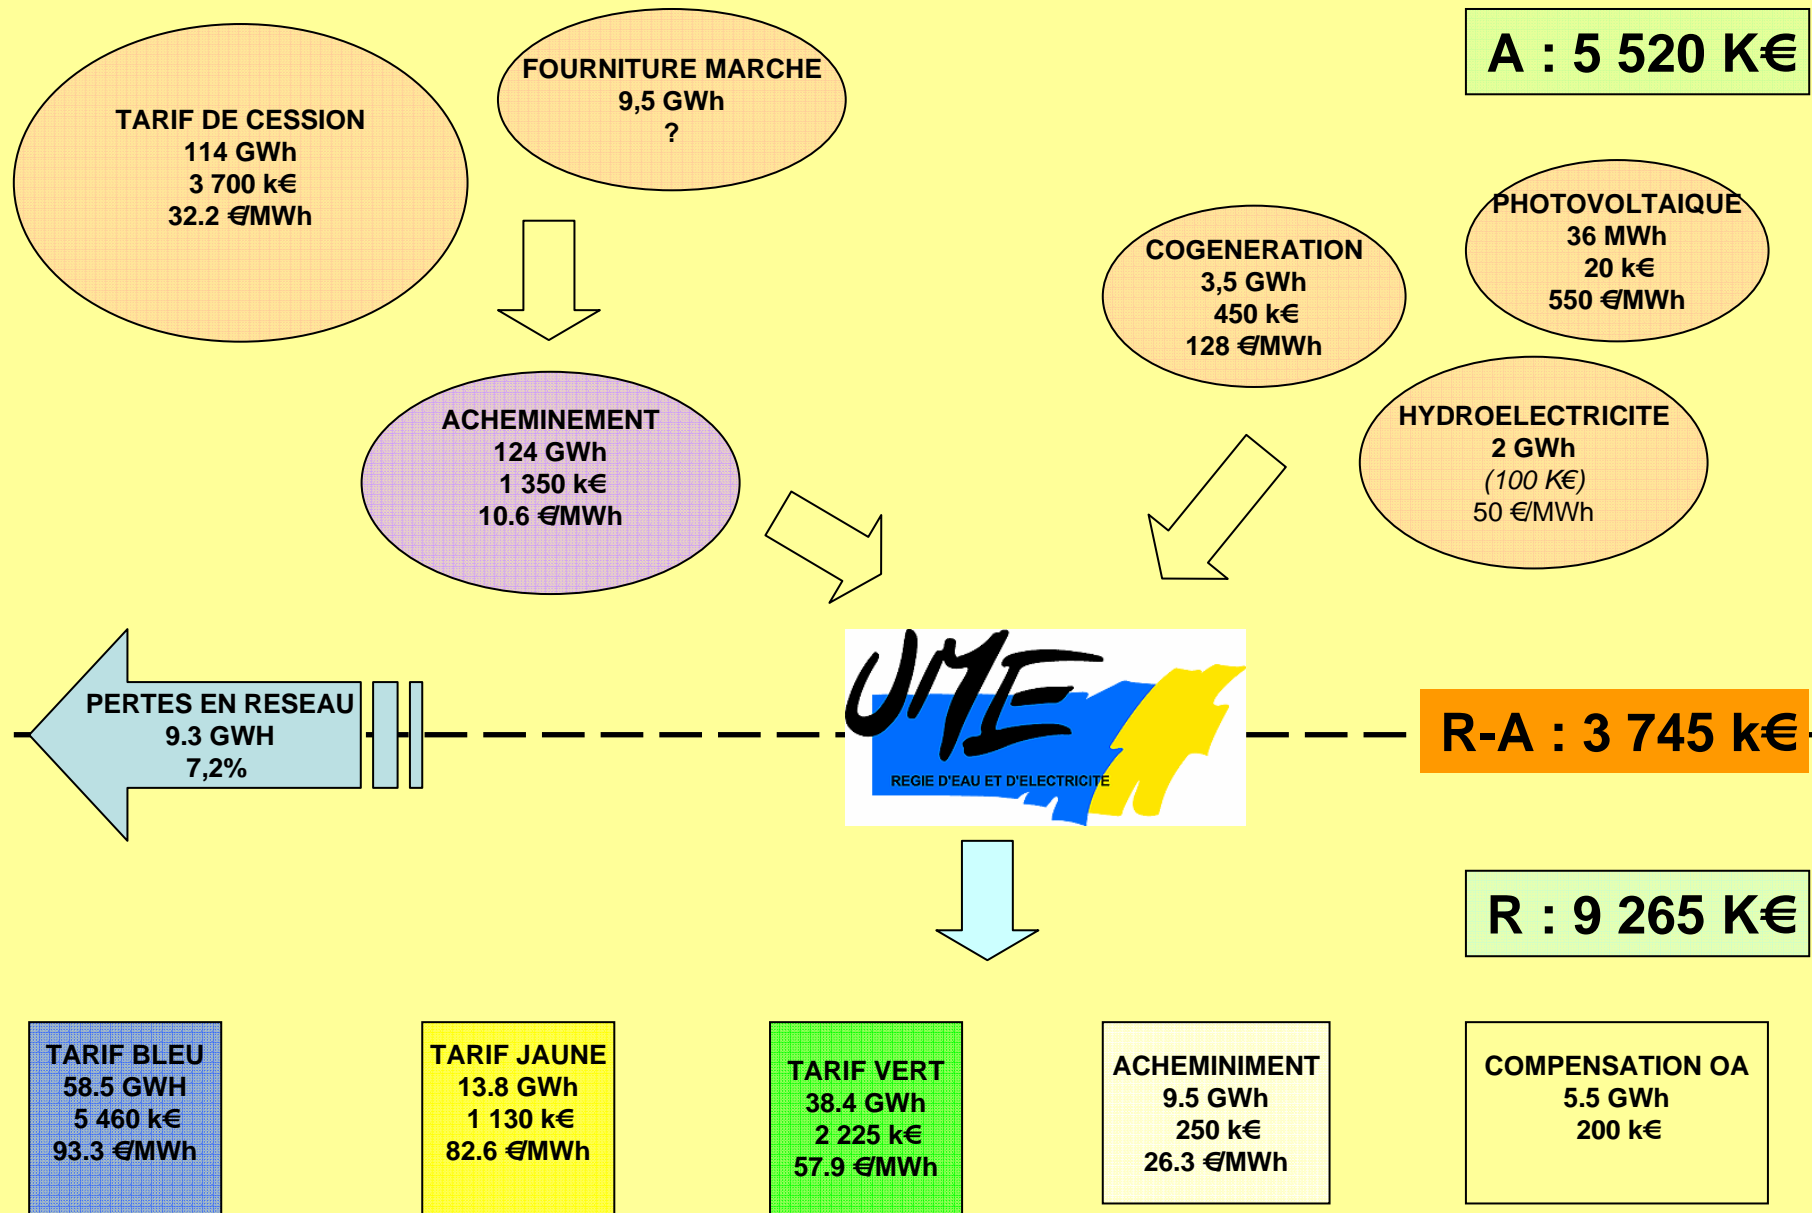 A : 5 520 K€
TARIF DE CESSION
114 GWh
3 700 k€
32.2 €/MWh
FOURNITURE MARCHE
9,5 GWh
?
PHOTOVOLTAIQUE
36 MWh
20 k€
550 €/MWh
COGENERATION
3,5 GWh
450 k€
128 €/MWh
HYDROELECTRICITE
2 GWh
(100 K€)
50 €/MWh
ACHEMINEMENT
124 GWh
1 350 k€
10.6 €/MWh
PERTES EN RESEAU
9.3 GWH
7,2%
UME
REGIE D'EAU ET D'ELECTRICITE
R-A : 3 745 k€
R : 9 265 K€
TARIF BLEU
58.5 GWH
5 460 k€
93.3 €/MWh
TARIF JAUNE
13.8 GWh
1 130 k€
82.6 €/MWh
TARIF VERT
38.4 GWh
2 225 k€
57.9 €/MWh
ACHEMINIMENT
9.5 GWh
250 k€
26.3 €/MWh
COMPENSATION OA
5.5 GWh
200 k€